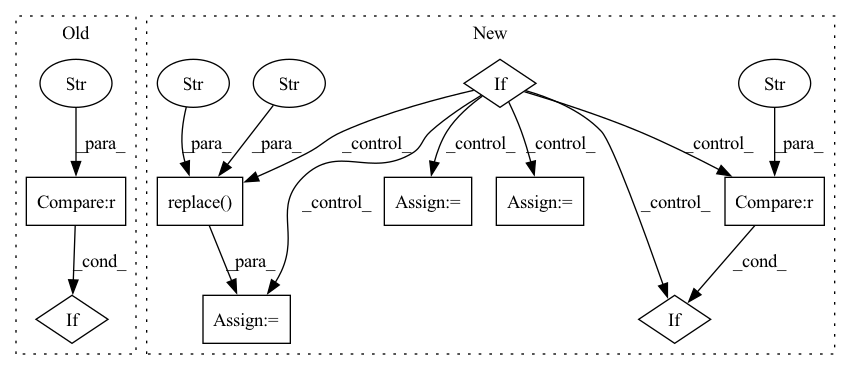 Old
New
Str
Str
Str
If
Str
_para_
_para_
_para_
_control_
_control_
_control_
_control_
_para_
Compare:r
replace()
Assign:=
Assign:=
Compare:r
_control_
_control_
_cond_
_para_
_cond_
If
Assign:=
If